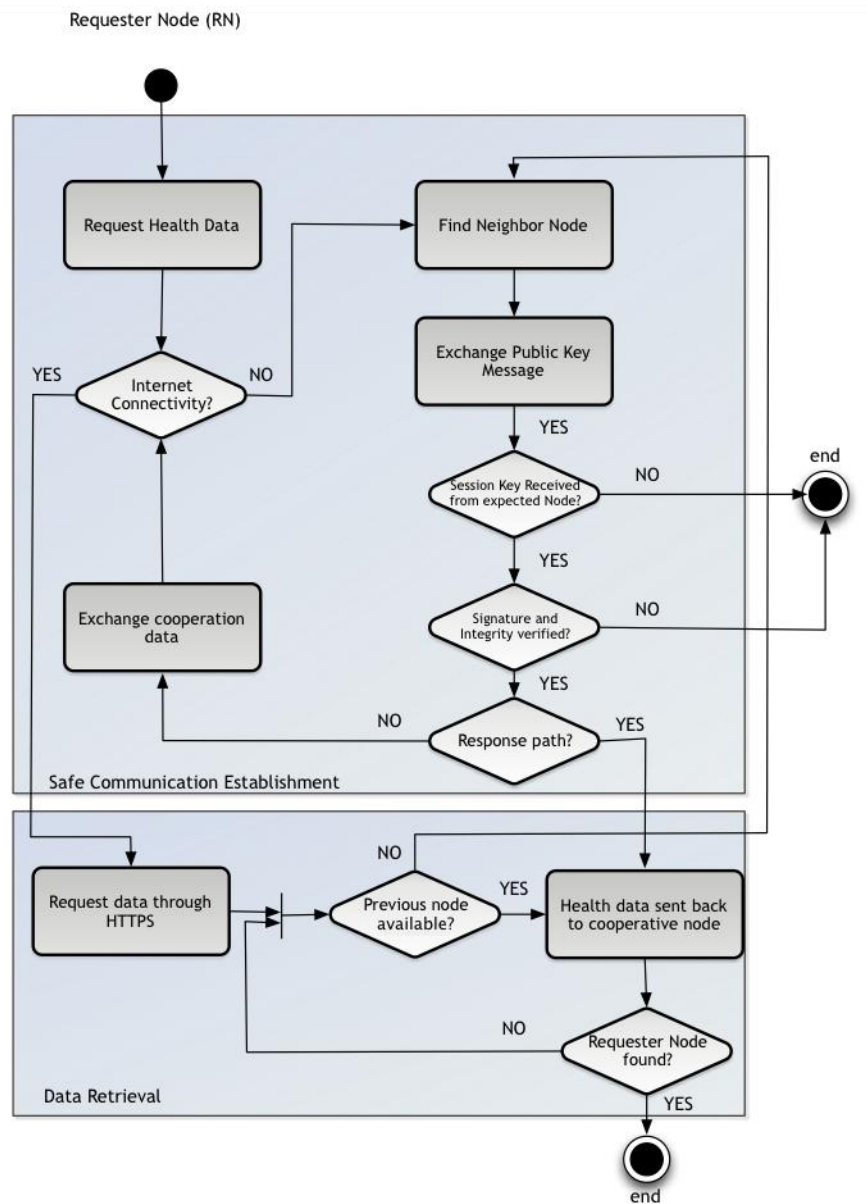 Requester Node (RN)
Request Health Data
Find Neighbor Node
Exchange Public Key
Message
YES
Internet
Connectivity?
NO
YES
Session Key Received
from expected Node?
NO
end
YES
Exchange cooperation
data
Signature and
Integrity verified?
NO
YES
NO
Response path?
YES
Safe Communication Establishment
NO
Request data through
HTTPS
Previous node
available?
YES
Health data sent back
to cooperative node
NO
Requester Node
found?
Data Retrieval
YES
end